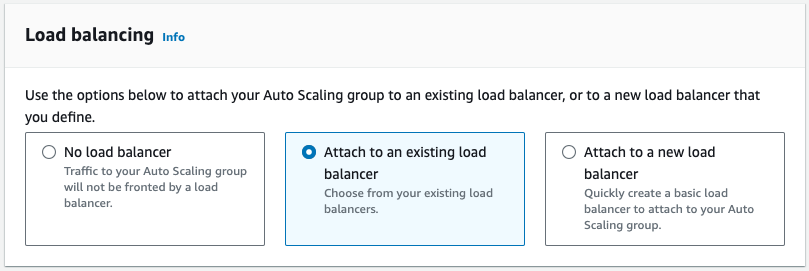 Load balancing Info
Use the options below to attach your Auto Scaling group to an existing load balancer, or to a new load balancer that
you define.
No load balancer
Traffic to your Auto Scaling group
will not be fronted by a load
balancer.
Attach to an existing load
balancer
Choose from your existing load
balancers.
Attach to a new load
balancer
Quickly create a basic load
balancer to attach to your Auto
Scaling group.